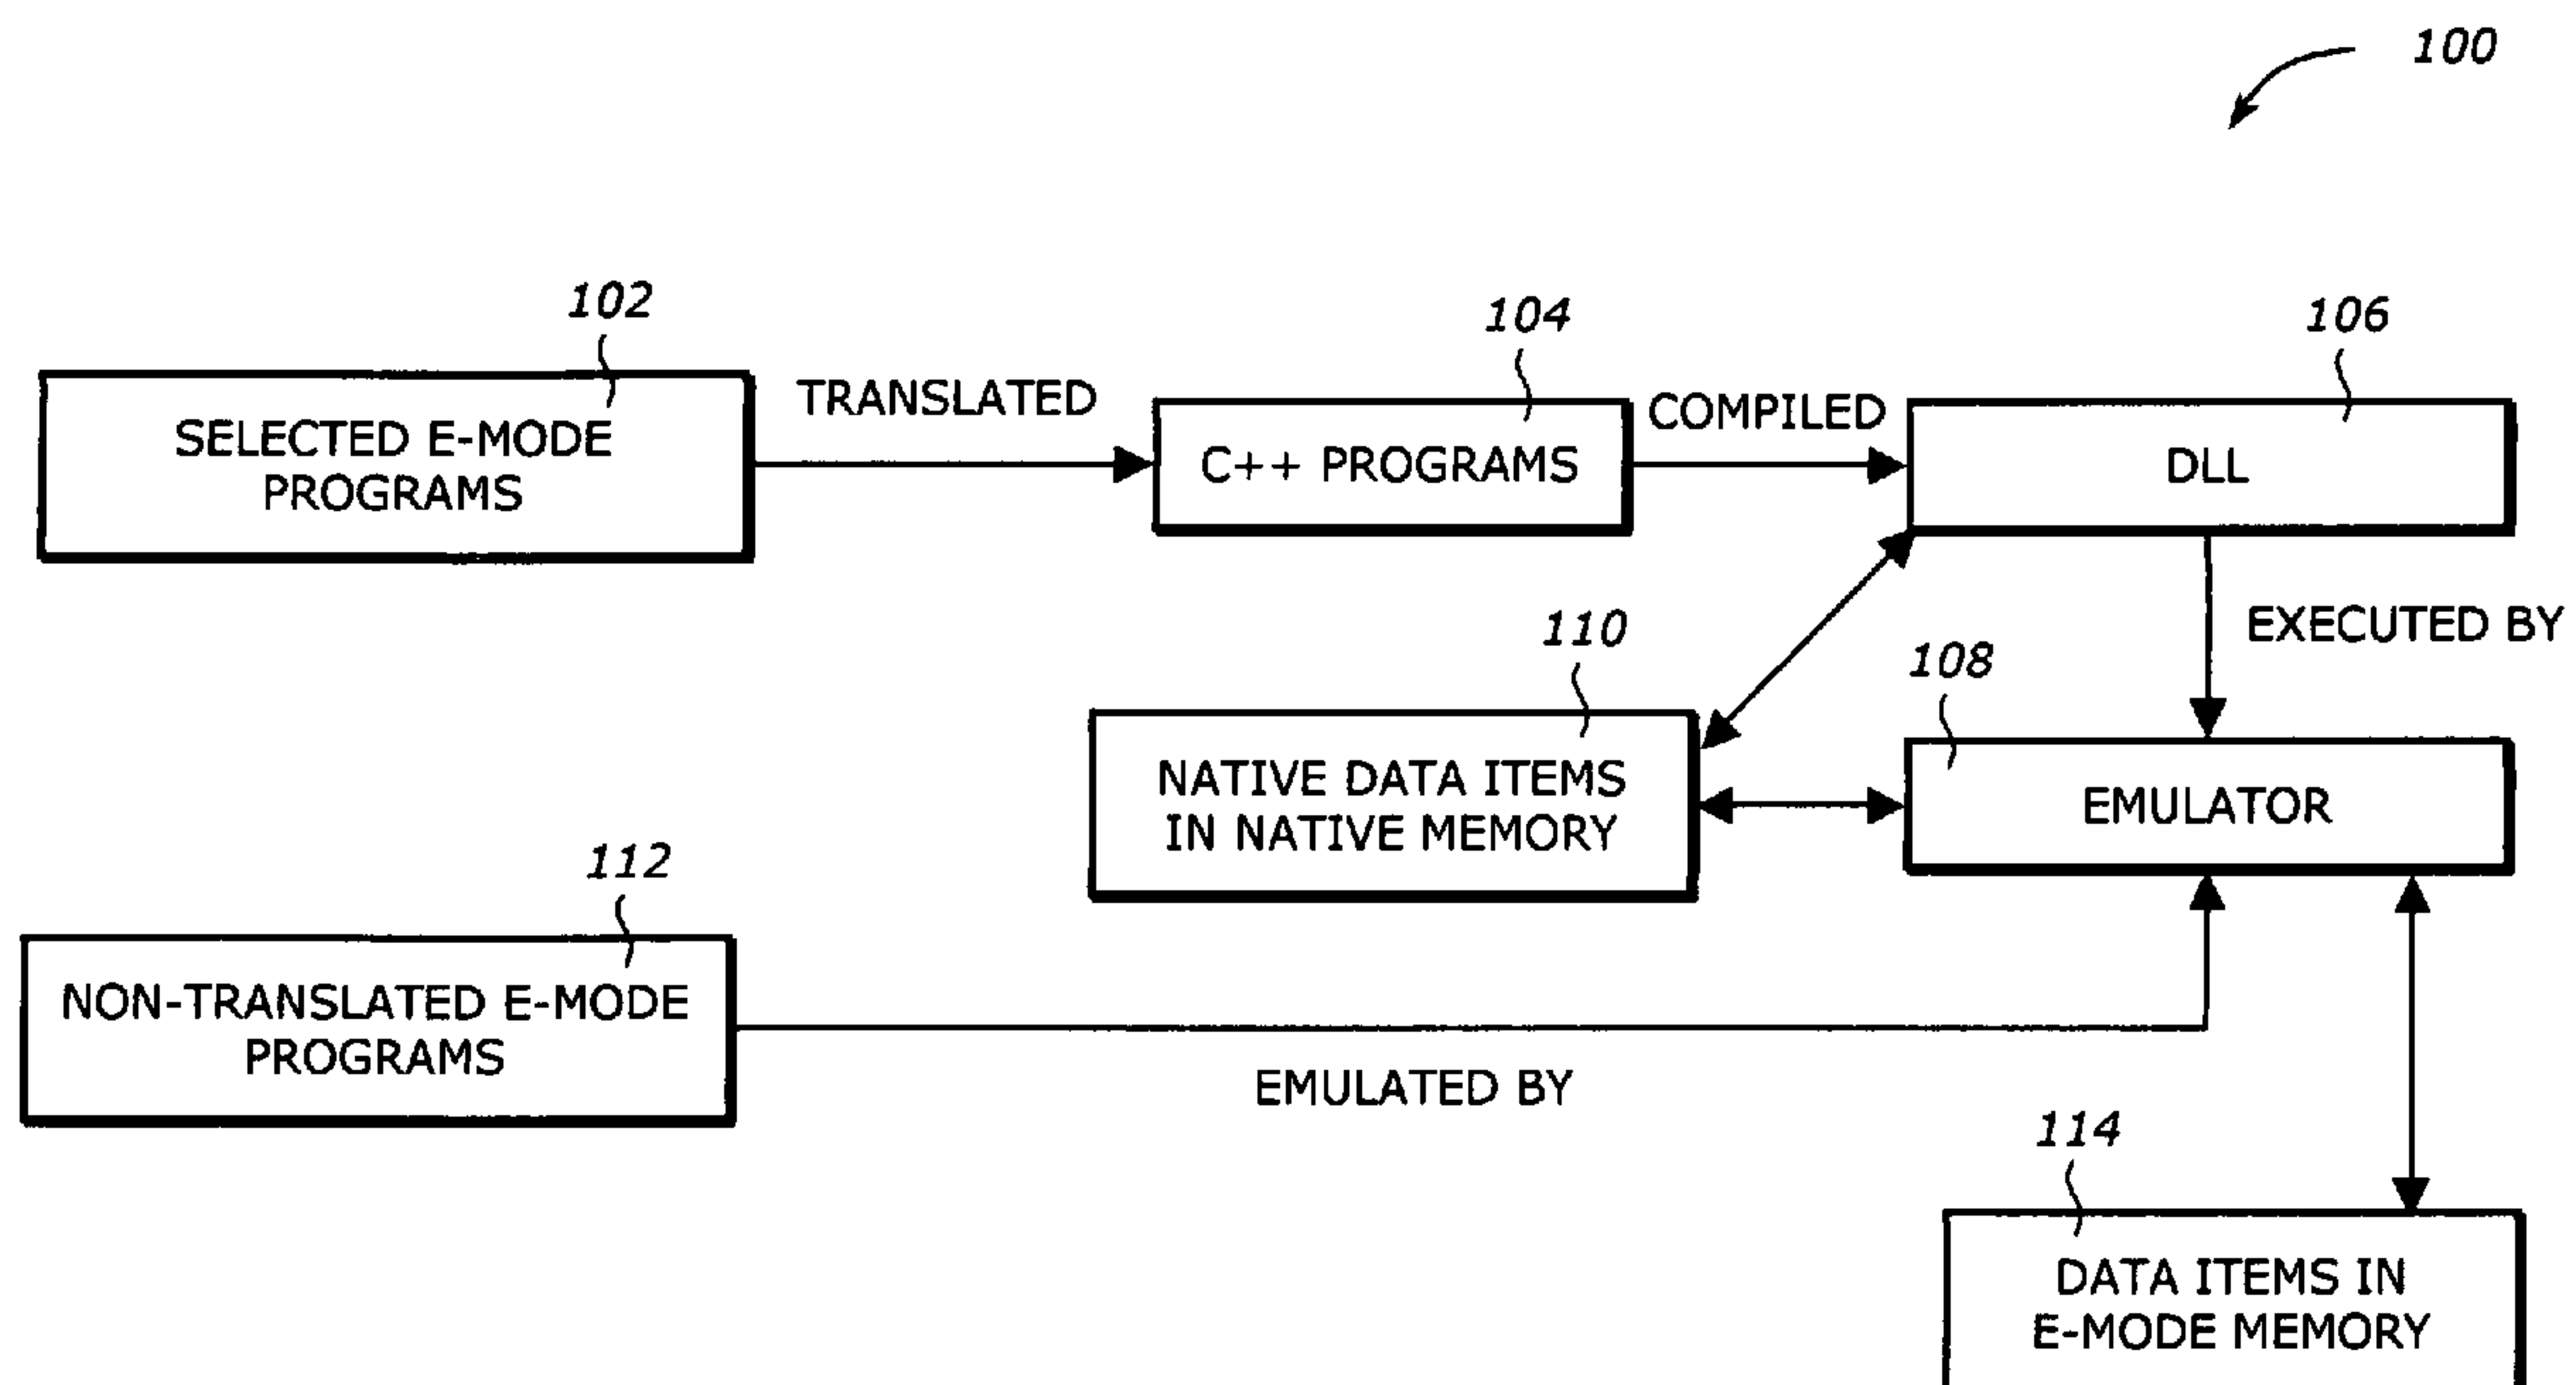 100
102
104
106
SELECTED E-MODE
PROGRAMS
TRANSLATED
C++ PROGRAMS
COMPILED
DLL
EXECUTED BY
110
108
NATIVE DATA ITEMS
IN NATIVE MEMORY
EMULATOR
112
NON-TRANSLATED E-MODE
PROGRAMS
EMULATED BY
114
DATA ITEMS IN
E-MODE MEMORY